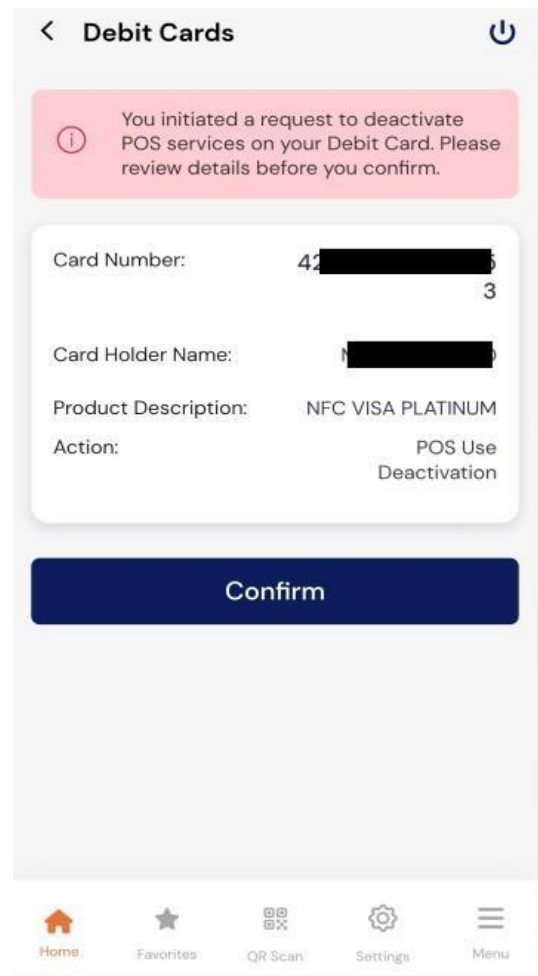 Debit Cards
You initiated a request to deactivate
POS services on your Debit Card. Please
review details before you confirm.
Card Number: 42
3
Card Holder Name:
Product Description: NFC VISA PLATINUM
Action: POS Use
Deactivation
Confirm
Home Favorites QR Scan Settings Menu